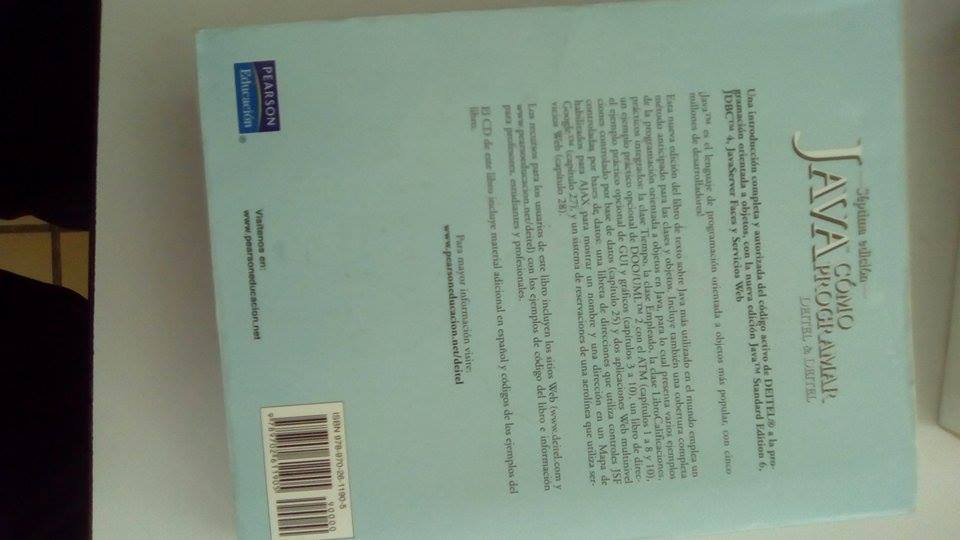 Séptima edición
JAVA CÓMO
PROGRAMAR
DEITEL & DEITEL
Una introducción completa y autorizada del código activo de DEITEL® a la pro-
gramación orientada a objetos, con la nueva edición Java™ Standard Edition 6,
JDBC™ 4, JavaServer Faces y Servicios Web
¡Java™ es el lenguaje de programación orientada a objetos más popular, con cinco
millones de desarrolladores!
Esta nueva edición del libro de texto sobre Java más utilizado en el mundo emplea un
método anticipado para las clases y objetos. Incluye también una cobertura completa
de la programación orientada a objetos en Java, para lo cual presenta varios ejemplos
prácticos integrados: la clase Tiempo, la clase Empleado, la clase LibroCalificaciones,
un ejemplo práctico opcional de DOO/UML™ 2 con el ATM (capítulos 1 a 8 y 10),
el ejemplo práctico opcional de GUI y gráficos (capítulos 3 a 10), un libro de direc-
ciones controlado por base de datos (capítulo 25) y dos aplicaciones Web multinivel
controladas por bases de datos: una libreta de direcciones que utiliza controles JSF
habilitados para AJAX para mostrar un nombre y una dirección en un Mapa de
Google™ (capítulo 27), y un sistema de reservaciones de una aerolínea que utiliza ser-
vicios Web (capítulo 28).
Los recursos para los usuarios de este libro incluyen los sitios Web (www.deitel.com y
www.pearsoneducacion.net/deitel) con los ejemplos de código del libro e información
para profesores, estudiantes y profesionales.
El CD de este libro incluye material adicional en español y códigos de los ejemplos del
libro.
Para mayor información visite:
www.pearsoneducacion.net/deitel
PEARSON
Educación
®
Visítenos en:
www.pearsoneducacion.net
ISBN 978-970-26-1190-5
90000
9789702611905